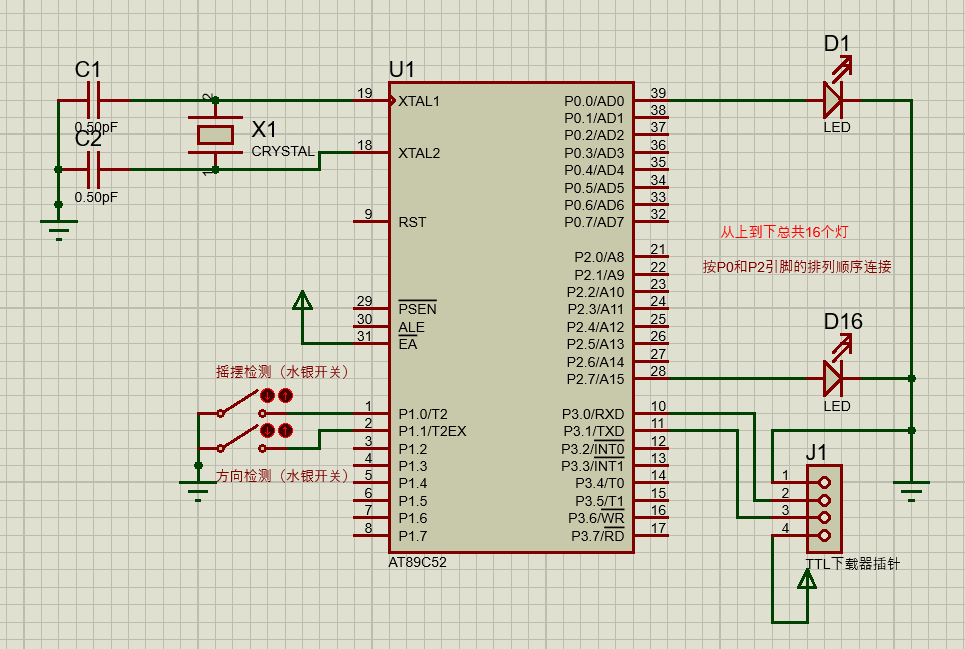 C1
0.50pF
C2
0.50pF
2
X1
CRYSTAL
1
U1
19 XTAL1
18 XTAL2
9 RST
29 PSEN
30 ALE
31 EA
1 P1.0/T2
2 P1.1/T2EX
3 P1.2
4 P1.3
5 P1.4
6 P1.5
7 P1.6
8 P1.7
P0.0/AD0 39
P0.1/AD1 38
P0.2/AD2 37
P0.3/AD3 36
P0.4/AD4 35
P0.5/AD5 34
P0.6/AD6 33
P0.7/AD7 32
P2.0/A8 21
P2.1/A9 22
P2.2/A10 23
P2.3/A11 24
P2.4/A12 25
P2.5/A13 26
P2.6/A14 27
P2.7/A15 28
P3.0/RXD 10
P3.1/TXD 11
P3.2/INT0 12
P3.3/INT1 13
P3.4/T0 14
P3.5/T1 15
P3.6/WR 16
P3.7/RD 17
AT89C52
摇摆检测（水银开关）
方向检测（水银开关）
D1
LED
从上到下总共16个灯
按P0和P2引脚的排列顺序连接
D16
LED
J1
1
2
3
4
TTL下载器插针